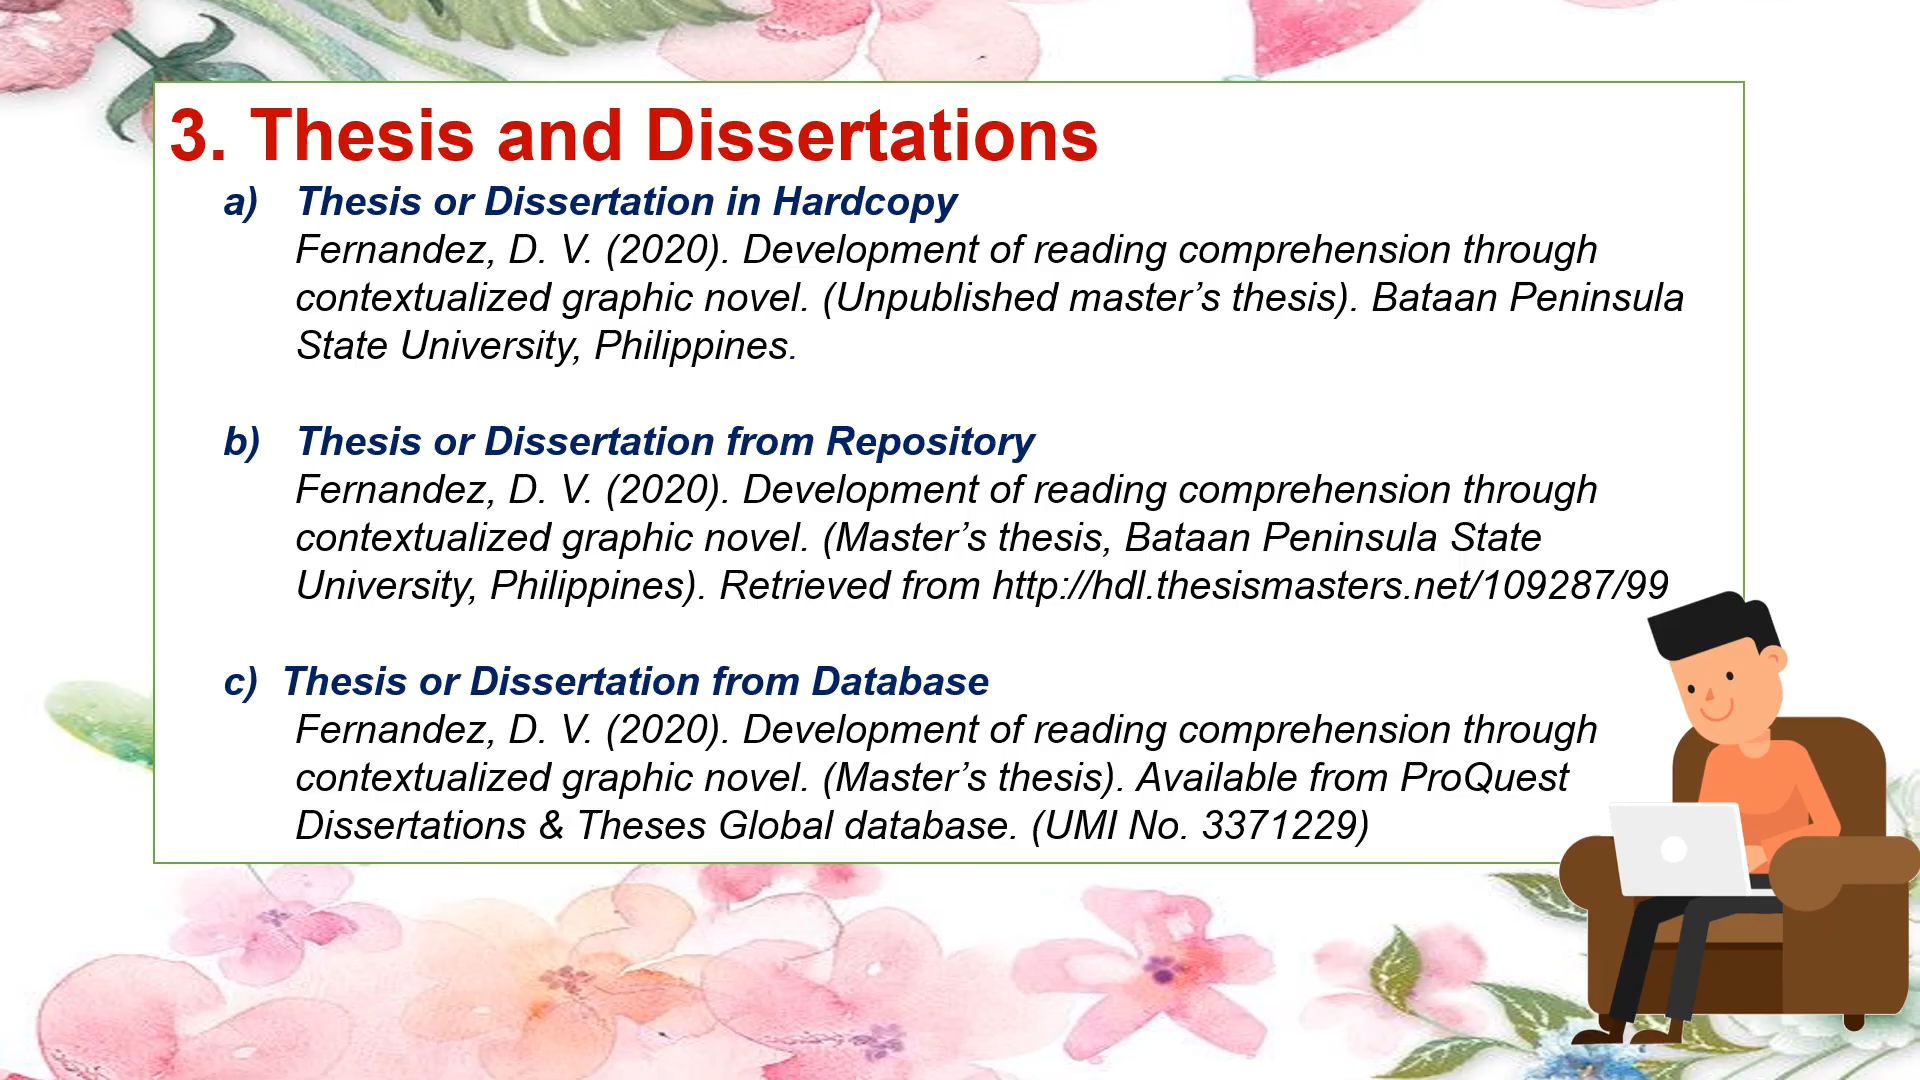 3. Thesis and Dissertations
a) Thesis or Dissertation in Hardcopy
Fernandez, D. V. (2020). Development of reading comprehension through
contextualized graphic novel. (Unpublished master’s thesis). Bataan Peninsula
State University, Philippines.
b) Thesis or Dissertation from Repository
Fernandez, D. V. (2020). Development of reading comprehension through
contextualized graphic novel. (Master’s thesis, Bataan Peninsula State
University, Philippines). Retrieved from http://hdl.thesismasters.net/109287/99
c) Thesis or Dissertation from Database
Fernandez, D. V. (2020). Development of reading comprehension through
contextualized graphic novel. (Master’s thesis). Available from ProQuest
Dissertations & Theses Global database. (UMI No. 3371229)